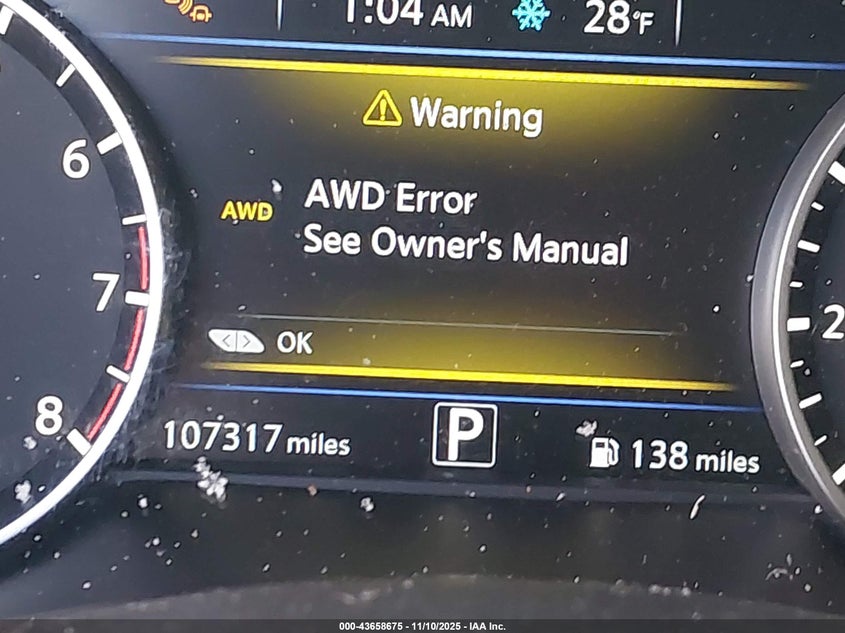 1:04 AM 28°F
Warning
6
AWD Error
AWD
See Owner's Manual
7
2
OK
8
P
107317 miles
138 miles
000-43658675 - 11/10/2025 - IAA Inc.